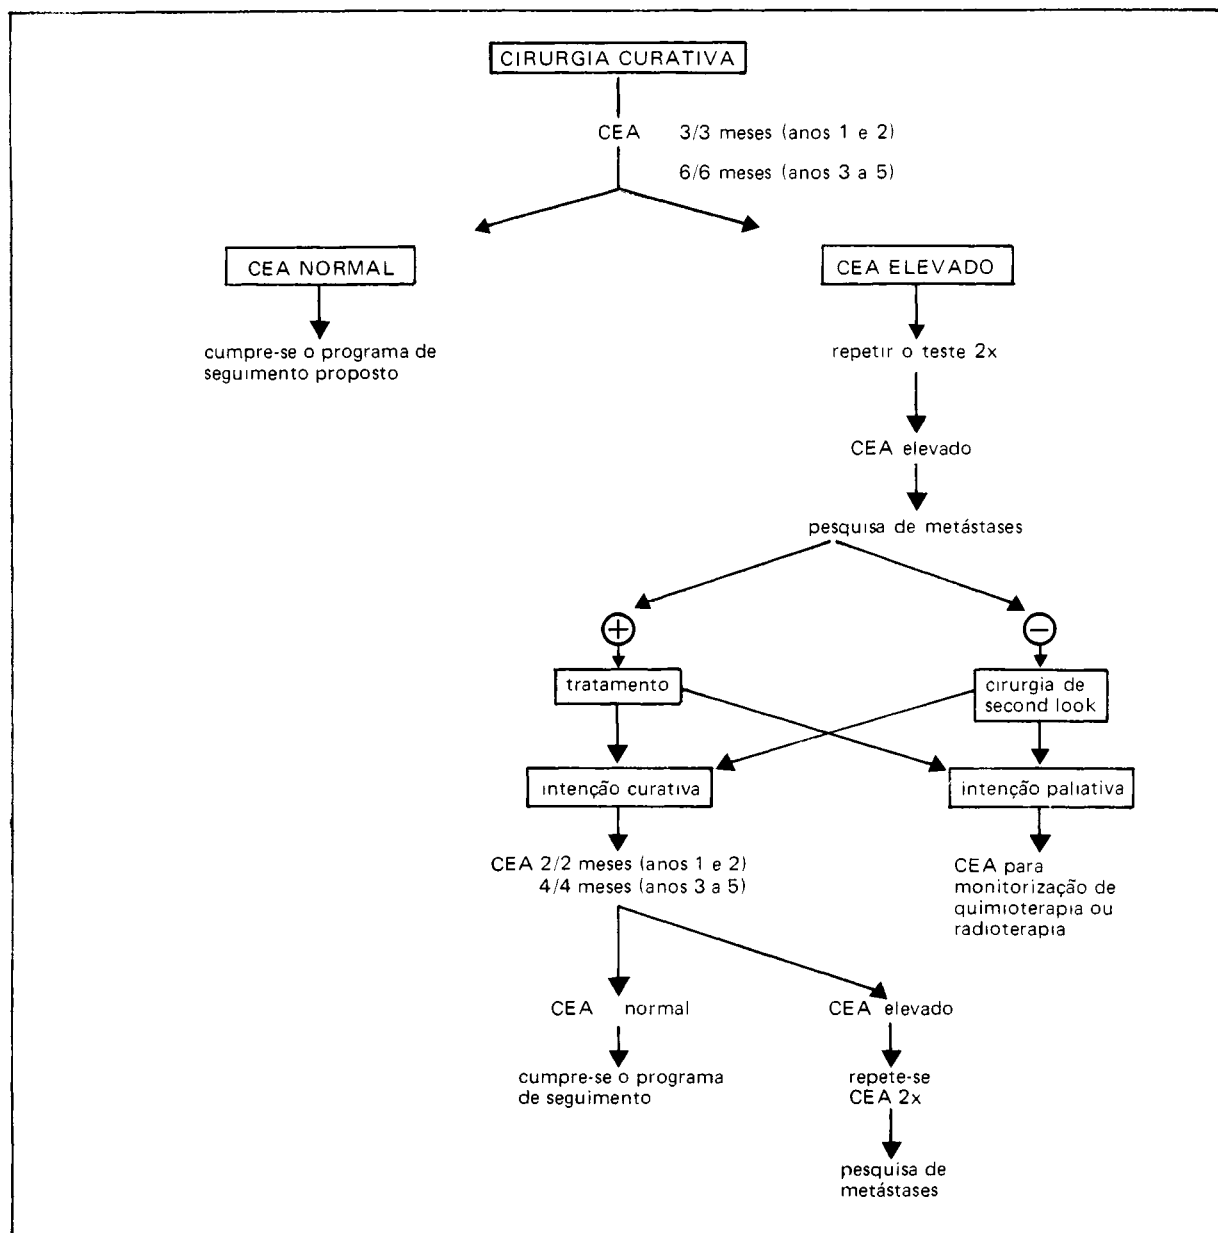 CIRURGIA CURATIVA
CEA 3/3 meses (anos 1 e 2)
6/6 meses (anos 3 a 5)
CEA NORMAL
CEA ELEVADO
cumpre-se o programa de
seguimento proposto
repetir o teste 2x
CEA elevado
pesquisa de metástases
+
−
tratamento
cirurgia de
second look
intenção curativa
intenção paliativa
CEA 2/2 meses (anos 1 e 2)
4/4 meses (anos 3 a 5)
CEA para
monitorização de
quimioterapia ou
radioterapia
CEA normal
CEA elevado
cumpre-se o programa
de seguimento
repete-se
CEA 2x
pesquisa de
metástases